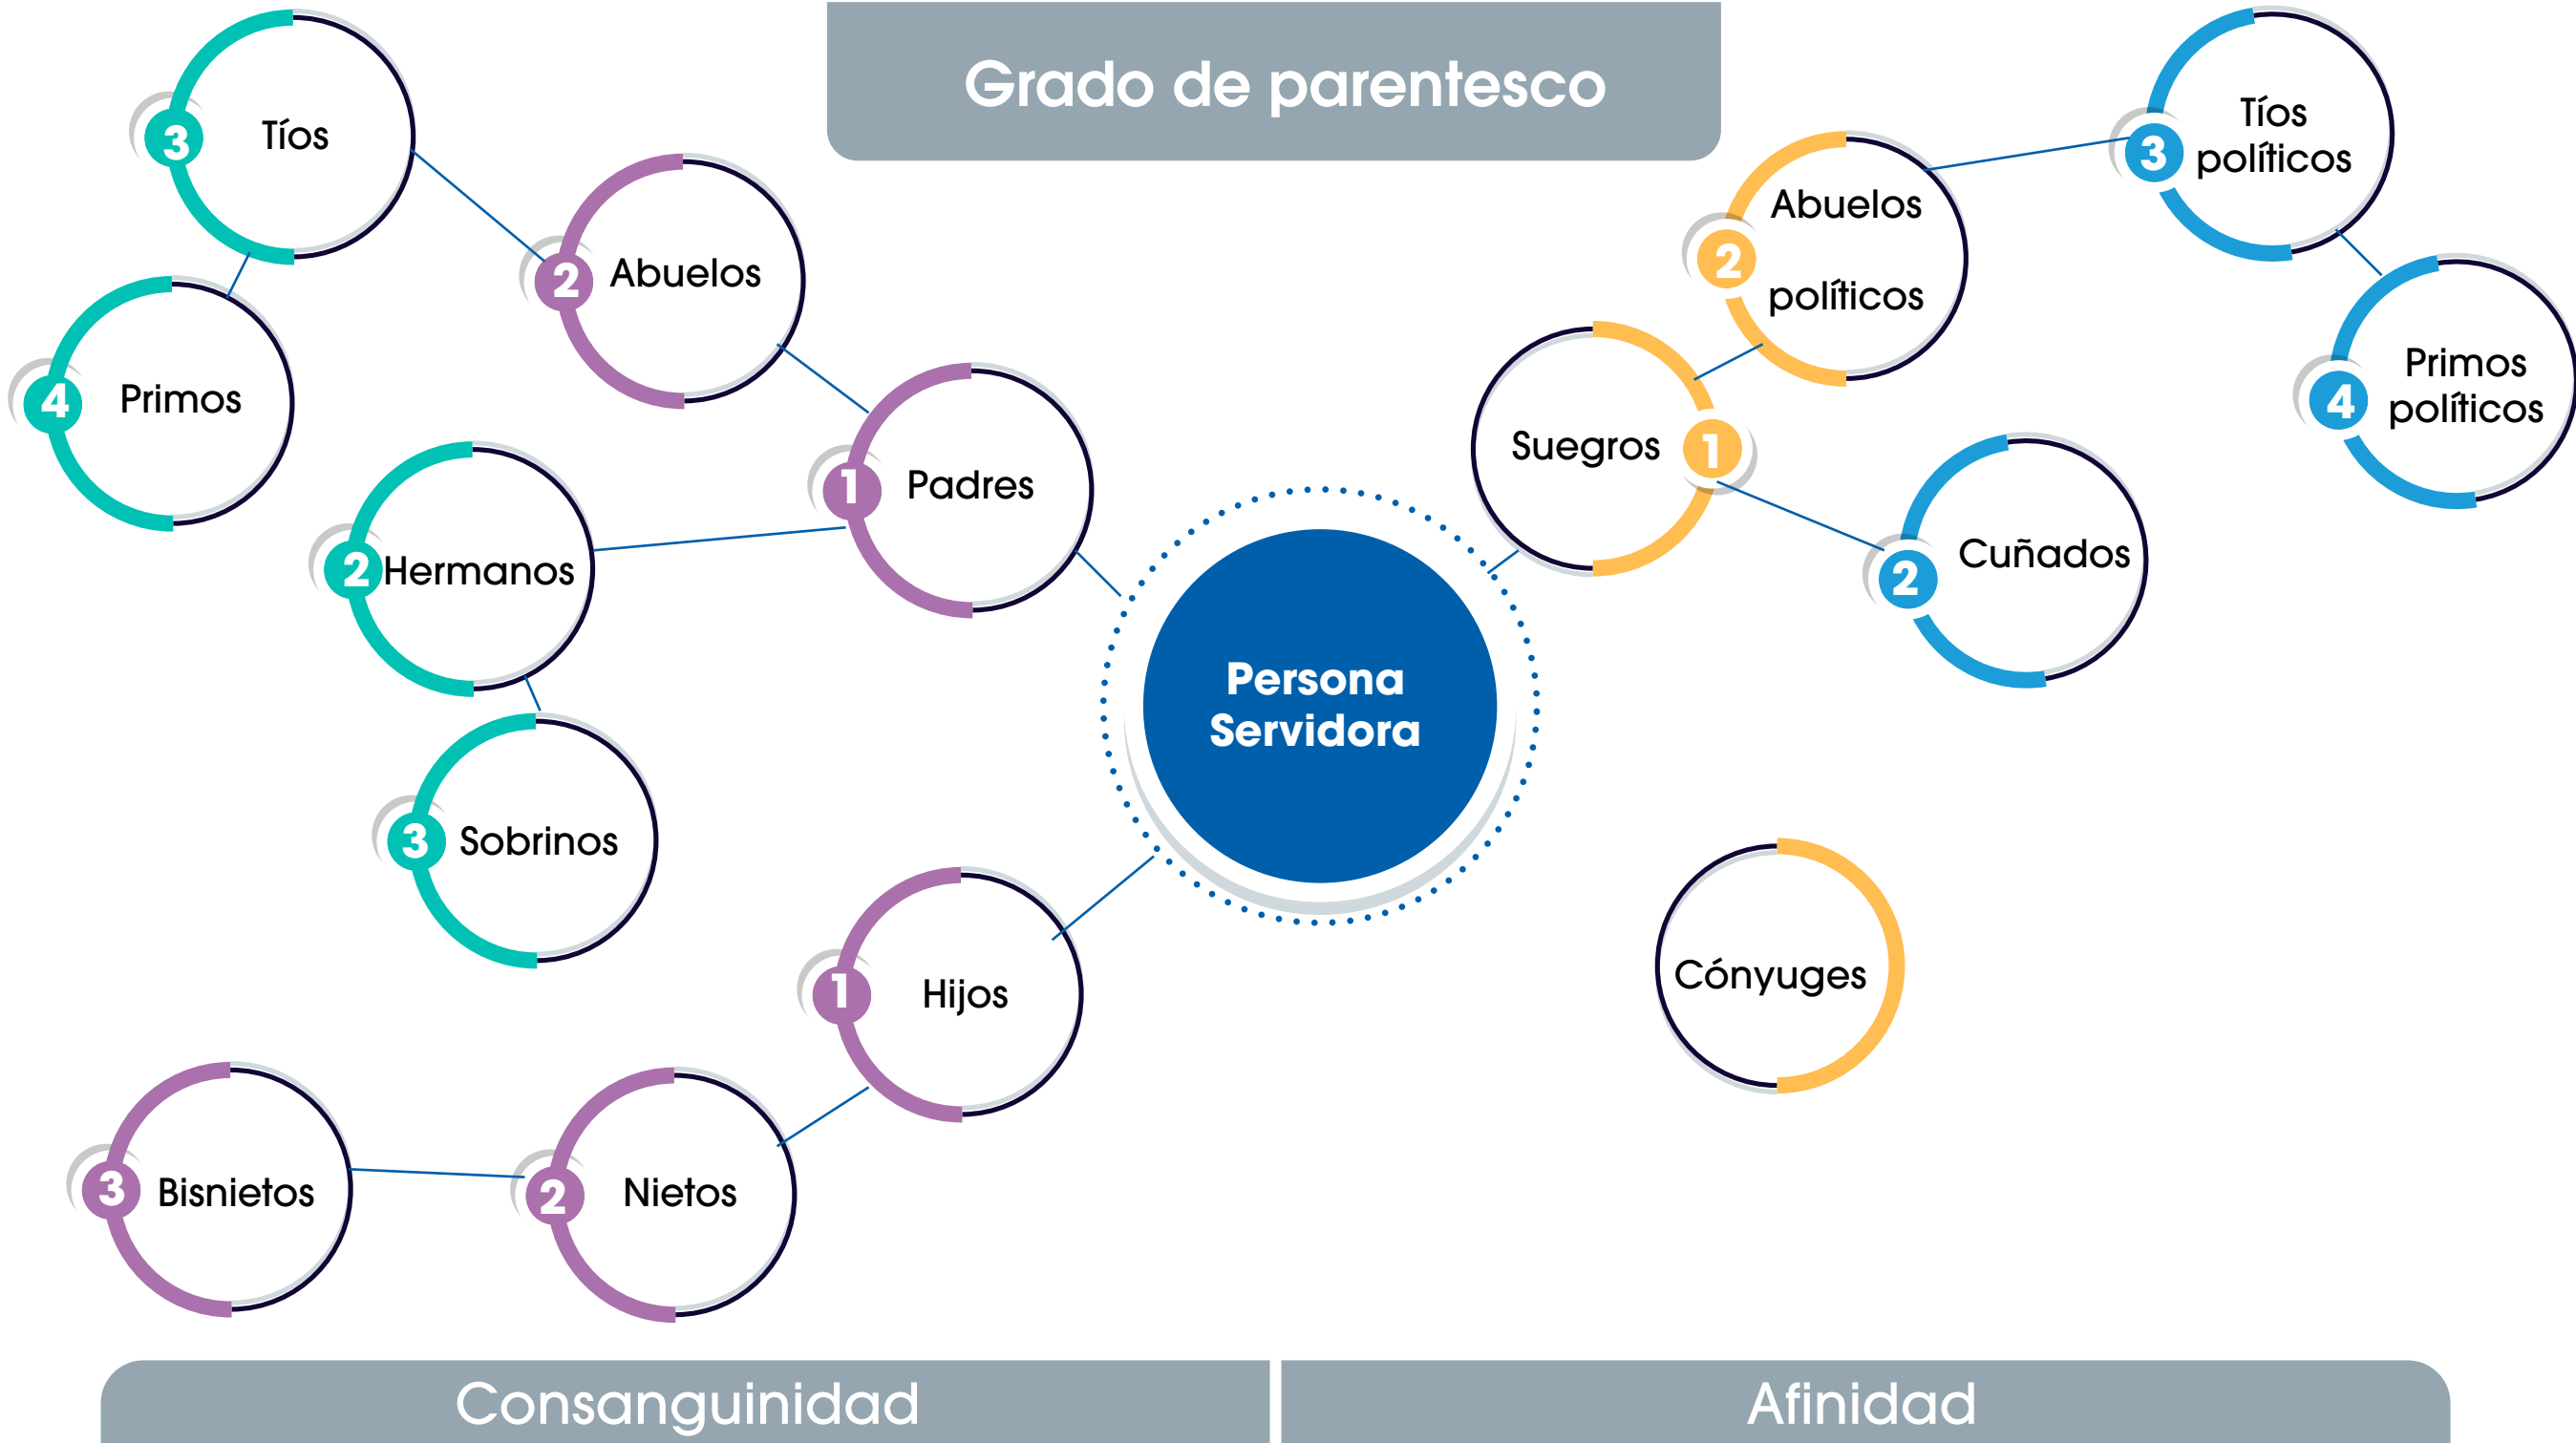 Grado de parentesco
3 Tíos
2 Abuelos
4 Primos
1 Padres
2 Hermanos
3 Sobrinos
1 Hijos
3 Bisnietos
2 Nietos
Persona
Servidora
3 Tíos
políticos
2 Abuelos
políticos
4 Primos
políticos
Suegros 1
2 Cuñados
Cónyuges
Consanguinidad
Afinidad